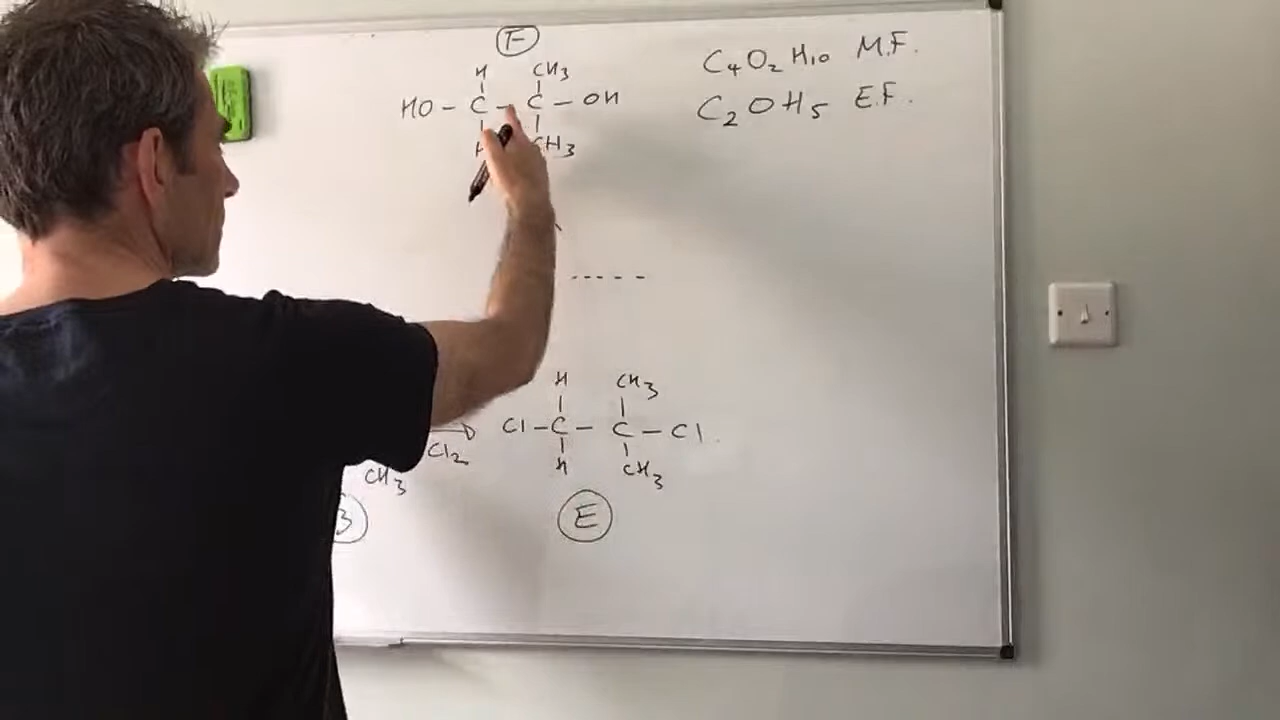 F
H CH₃ C₄O₂H₁₀ M.F.
HO - C - C - OH C₂OH₅ E.F.
H CH₃
-----
H CH₃
Cl - C - C - Cl.
Cl₂
H CH₃
CH₃
E